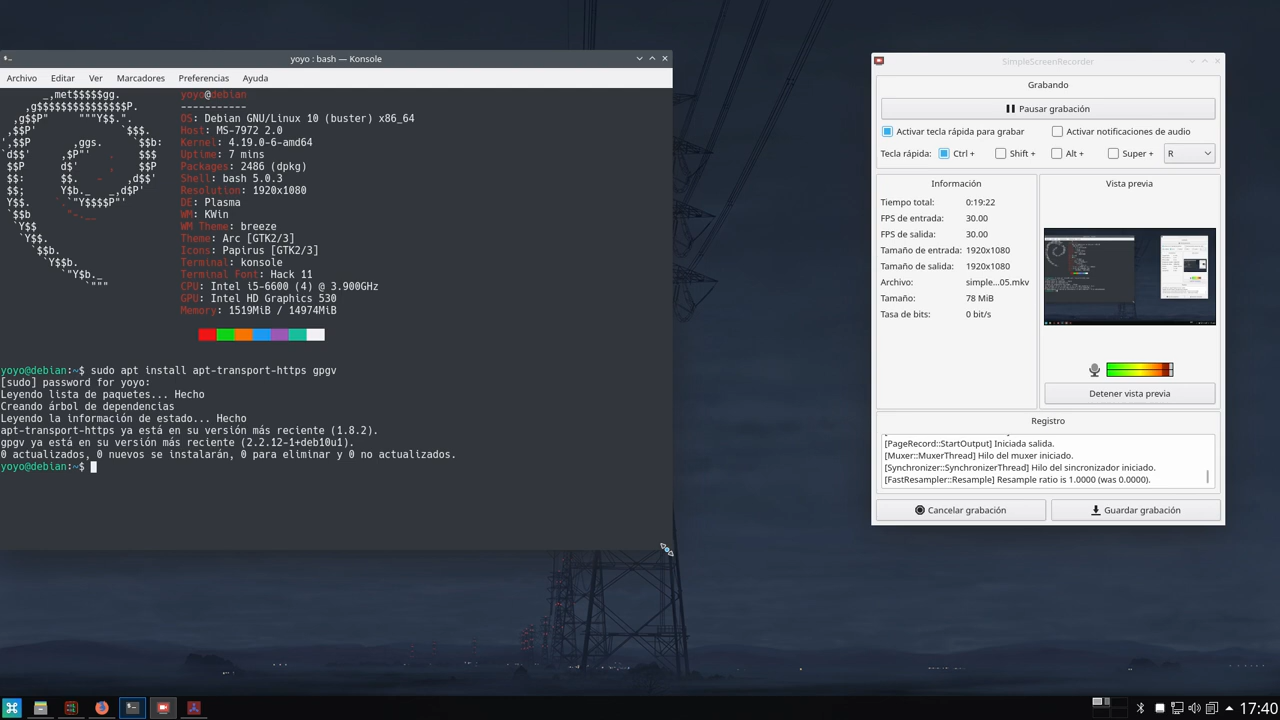 yoyo : bash — Konsole
Archivo Editar Ver Marcadores Preferencias Ayuda
_,met$$$$$gg.
,g$$$$$$$$$$$$$$$P.
,g$$P" """Y$$.".
,$$P' `$$$.
',$$P ,ggs. `$$b:
`d$$' ,$P"' . $$$
$$P d$' , $$P
$$: $$. - ,d$$'
$$; Y$b._ _,d$P'
Y$$. `.`"Y$$$$P"'
`$$b "-.__
`Y$$
`Y$$.
`$$b.
`Y$$b.
`"Y$b._
`"""
yoyo@debian
-----------
OS: Debian GNU/Linux 10 (buster) x86_64
Host: MS-7972 2.0
Kernel: 4.19.0-6-amd64
Uptime: 7 mins
Packages: 2486 (dpkg)
Shell: bash 5.0.3
Resolution: 1920x1080
DE: Plasma
WM: KWin
WM Theme: breeze
Theme: Arc [GTK2/3]
Icons: Papirus [GTK2/3]
Terminal: konsole
Terminal Font: Hack 11
CPU: Intel i5-6600 (4) @ 3.900GHz
GPU: Intel HD Graphics 530
Memory: 1519MiB / 14974MiB
yoyo@debian:~$ sudo apt install apt-transport-https gpgv
[sudo] password for yoyo:
Leyendo lista de paquetes... Hecho
Creando árbol de dependencias
Leyendo la información de estado... Hecho
apt-transport-https ya está en su versión más reciente (1.8.2).
gpgv ya está en su versión más reciente (2.2.12-1+deb10u1).
0 actualizados, 0 nuevos se instalarán, 0 para eliminar y 0 no actualizados.
yoyo@debian:~$
SimpleScreenRecorder
Grabando
Pausar grabación
Activar tecla rápida para grabar Activar notificaciones de audio
Tecla rápida: Ctrl + Shift + Alt + Super + R
Información
Tiempo total: 0:19:22
FPS de entrada: 30.00
FPS de salida: 30.00
Tamaño de entrada: 1920x1080
Tamaño de salida: 1920x1080
Archivo: simple...05.mkv
Tamaño: 78 MiB
Tasa de bits: 0 bit/s
Vista previa
Detener vista previa
Registro
[PageRecord::StartOutput] Iniciada salida.
[Muxer::MuxerThread] Hilo del muxer iniciado.
[Synchronizer::SynchronizerThread] Hilo del sincronizador iniciado.
[FastResampler::Resample] Resample ratio is 1.0000 (was 0.0000).
Cancelar grabación Guardar grabación
17:40